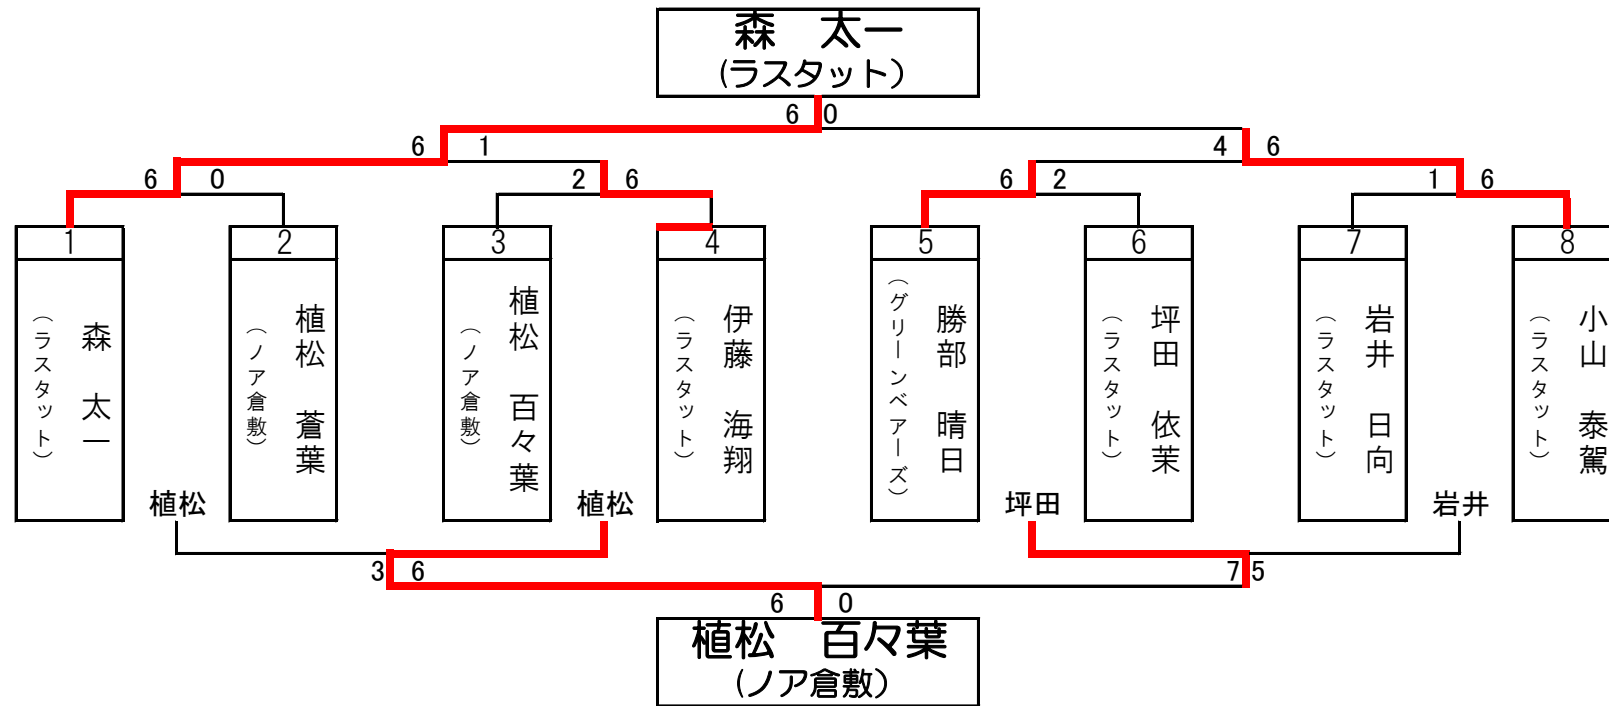 森　太一
(ラスタット)
6 0
6 1
4 6
6 0
2 6
6 2
1 6
1
2
3
4
5
6
7
8
森　太一
(ラスタット)
植松　蒼葉
(ノア倉敷)
植松　百々葉
(ノア倉敷)
伊藤　海翔
(ラスタット)
勝部　晴日
(グリーンベアーズ)
坪田　依茉
(ラスタット)
岩井　日向
(ラスタット)
小山　泰駕
(ラスタット)
植松
植松
坪田
岩井
3 6
7 5
6 0
植松　百々葉
(ノア倉敷)